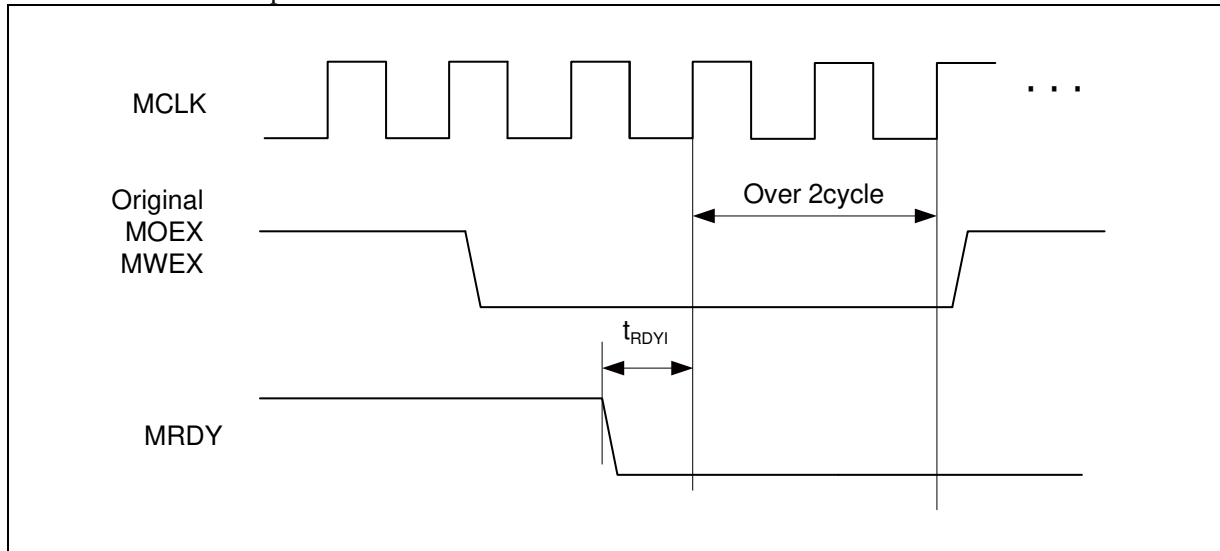 MCLK
. . .
Original
MOEX
MWEX
Over 2cycle
tRDYI
MRDY